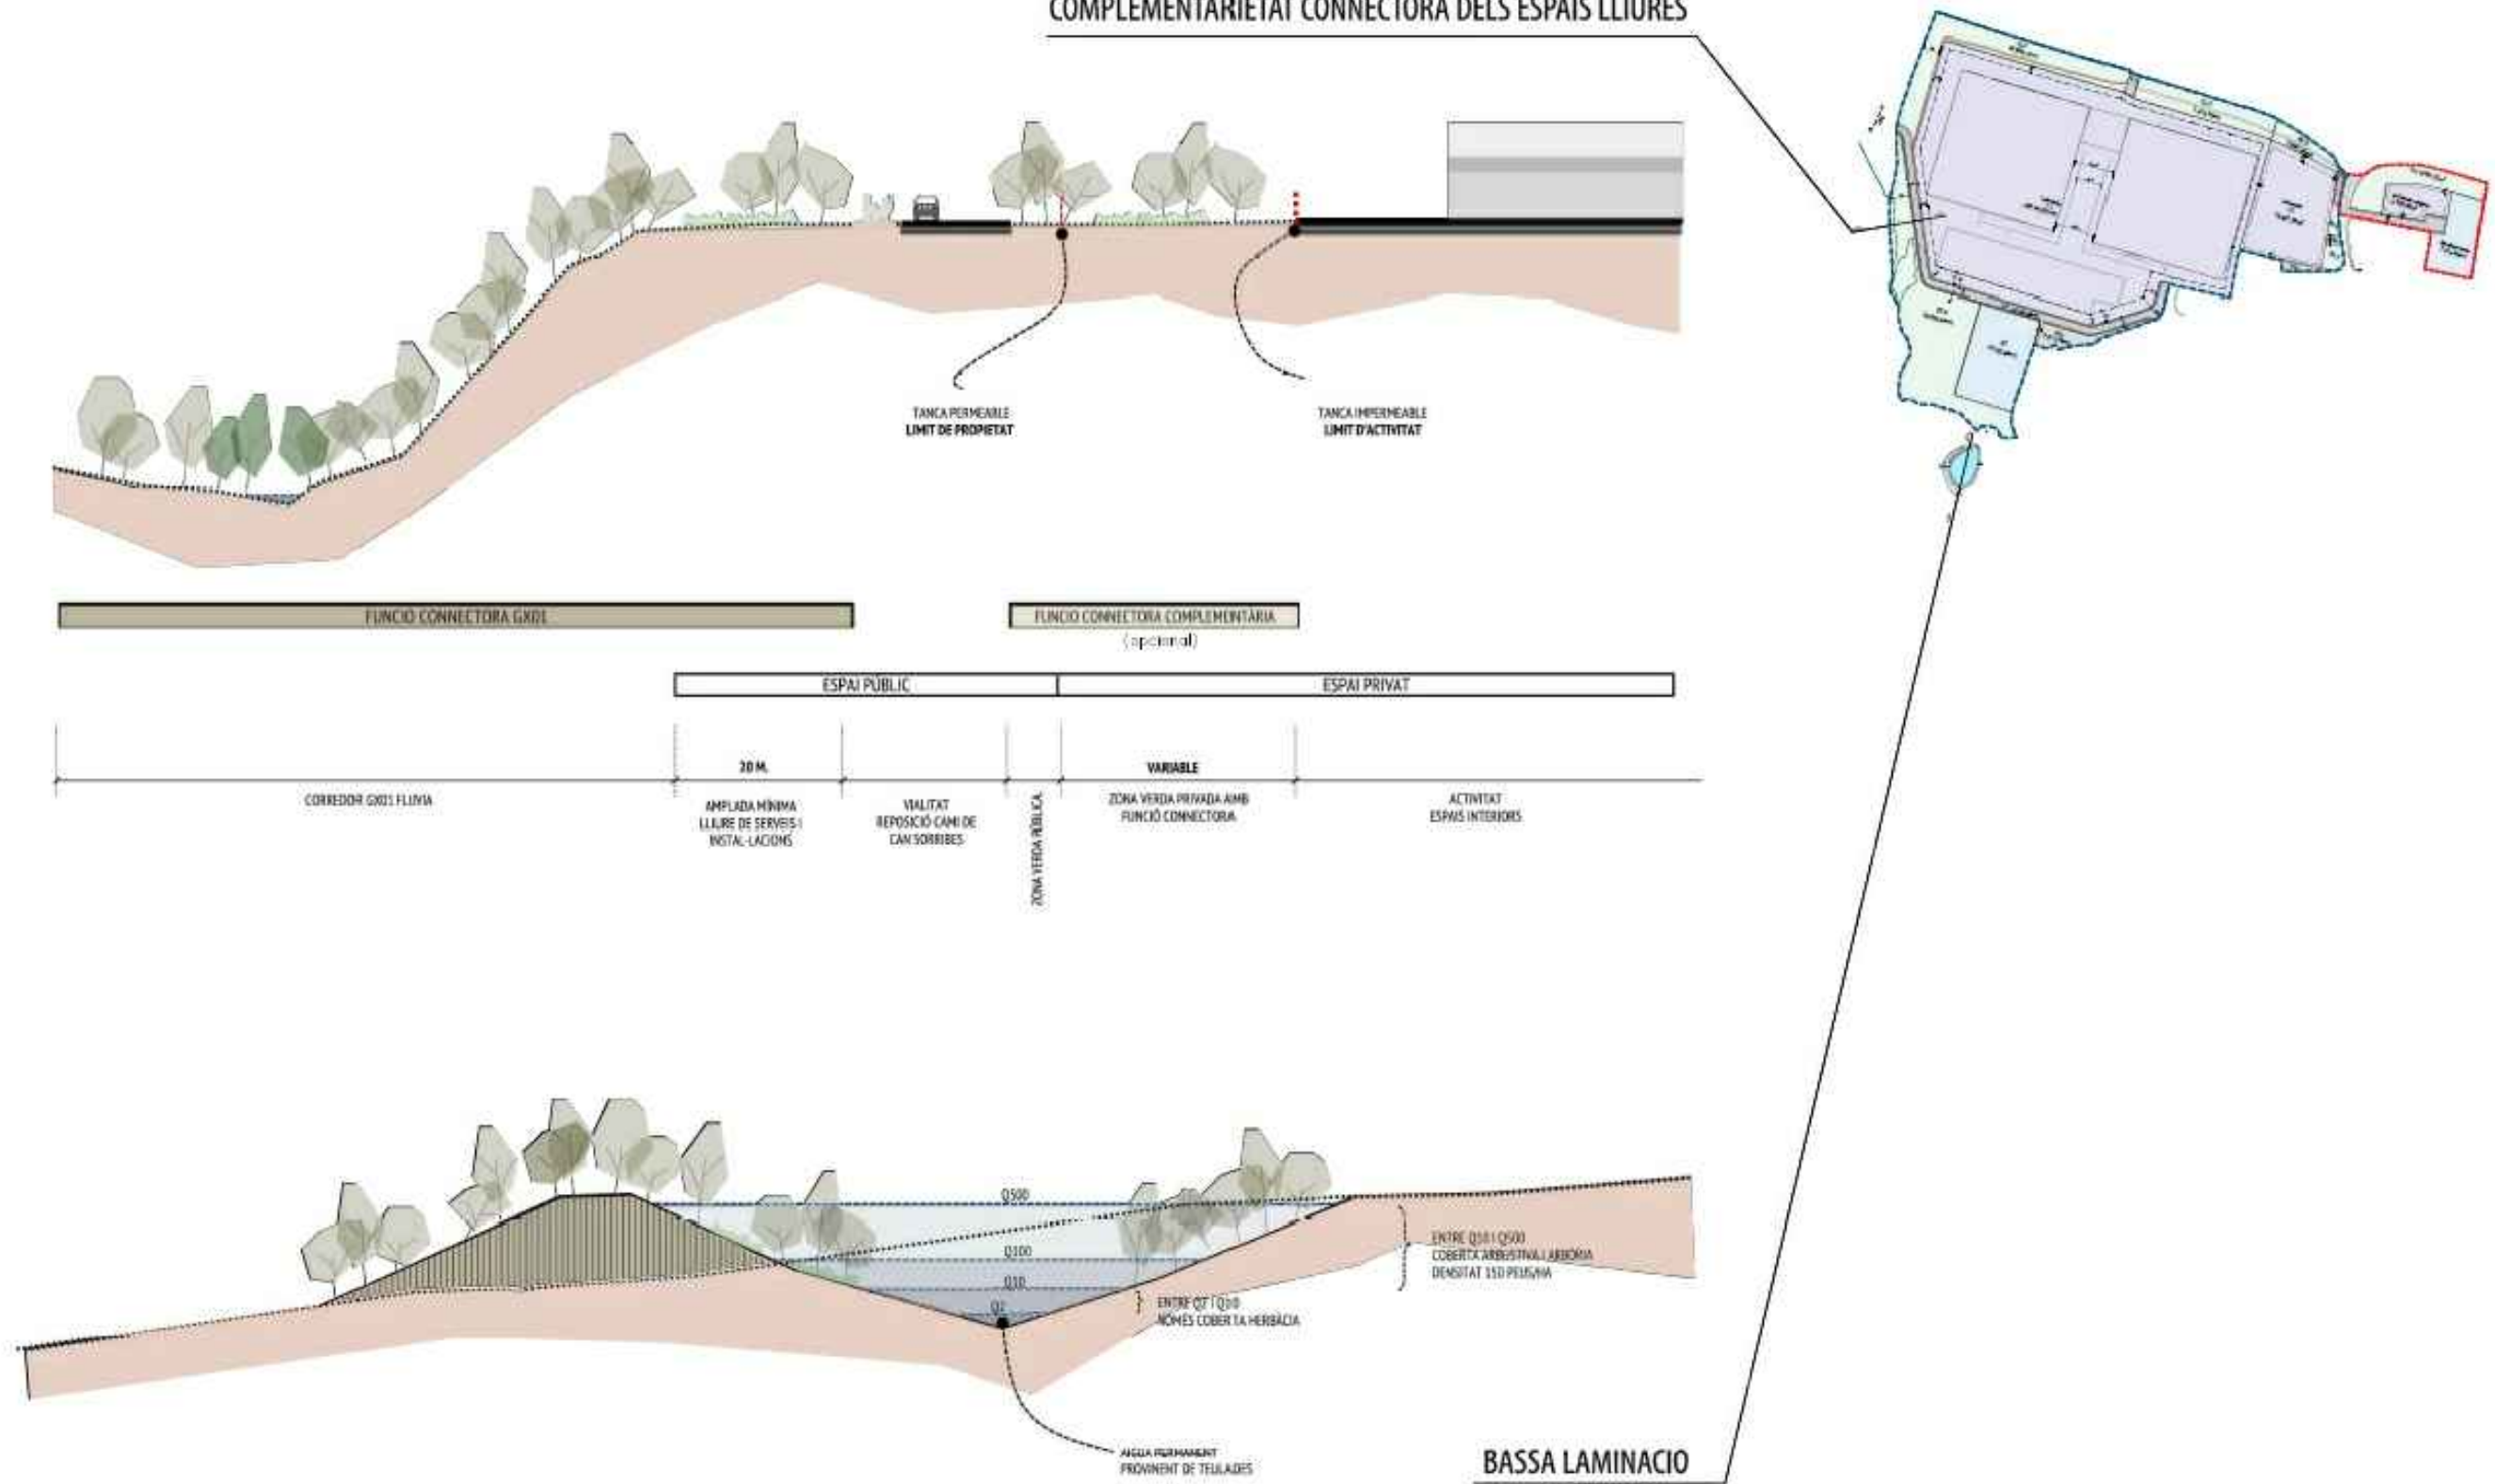 COMPLEMENTARIETAT CONNECTORA DELS ESPAIS LLIURES
TANCA PERMEABLE
LIMIT DE PROPIETAT
TANCA IMPERMEABLE
LIMIT D'ACTIVITAT
FUNCIO CONNECTORA GX01
FUNCIO CONNECTORA COMPLEMENTÀRIA
(opcional)
ESPAI PÚBLIC
ESPAI PRIVAT
20 M.
VARIABLE
CORREDOR GX01 FLUVIA
AMPLADA MÍNIMA
LLIURE DE SERVEIS I
INSTAL·LACIONS
VIALITAT
REPOSICIÓ CAMI DE
CAN SORRIBES
ZONA VERDA PÚBLICA
ZONA VERDA PRIVADA AMB
FUNCIÓ CONNECTORA
ACTIVITAT
ESPAIS INTERIORS
Q500
Q100
Q10
Q2
ENTRE Q10 I Q500
COBERTA ARBUSTIVA I ARBÒRIA
DENSITAT 150 PEUS/HA
ENTRE Q2 I Q10
NOMÉS COBERTA HERBÀCIA
AIGUA PERMANENT
PROVINENT DE TEULADES
BASSA LAMINACIO